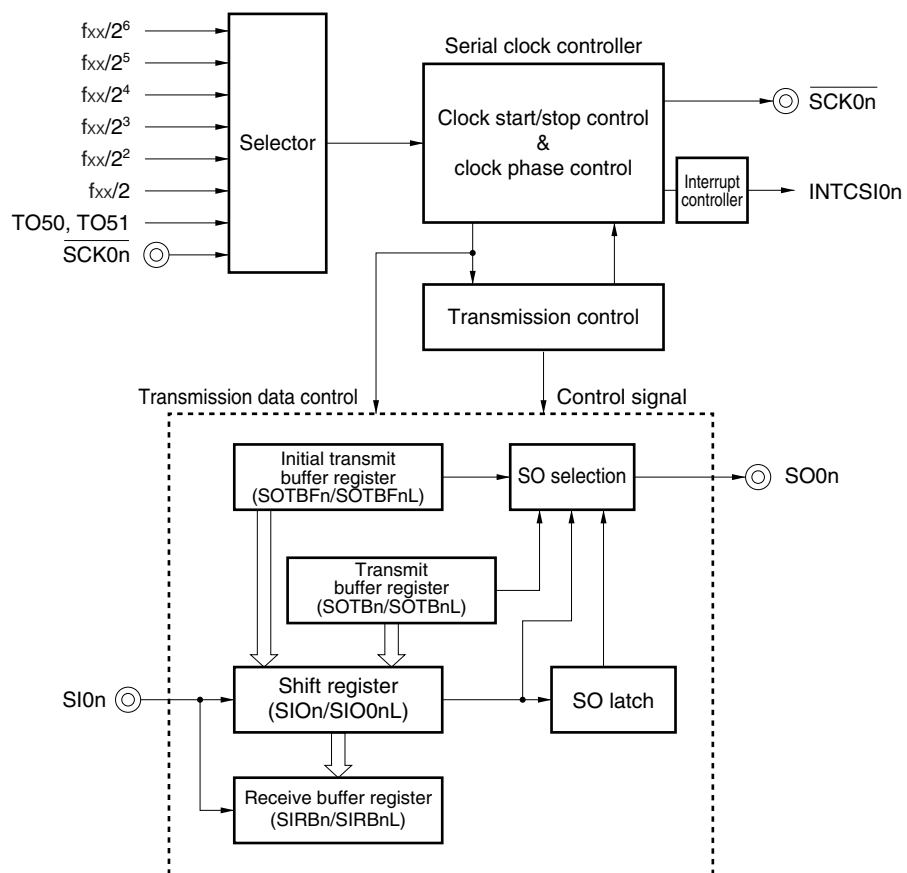 fxx/2⁶
fxx/2⁵
fxx/2⁴
fxx/2³
fxx/2²
fxx/2
TO50, TO51
S̅C̅K̅0̅n̅
Selector
Serial clock controller
Clock start/stop control
&
clock phase control
S̅C̅K̅0̅n̅
Interrupt
controller
INTCSI0n
Transmission control
Transmission data control
Control signal
Initial transmit
buffer register
(SOTBFn/SOTBFnL)
SO selection
SO0n
Transmit
buffer register
(SOTBn/SOTBnL)
SI0n
Shift register
(SIOn/SIO0nL)
SO latch
Receive buffer register
(SIRBn/SIRBnL)